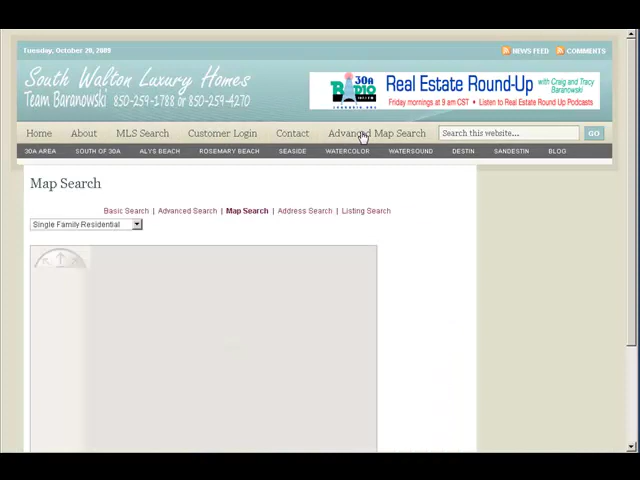 Tuesday, October 20, 2009
NEWS FEED
COMMENTS
South Walton Luxury Homes
Team Baranowski 850-259-1788 or 850-259-4270
30A
RADIO
Real Estate Round-Up
with Craig and Tracy
Baranowski
Friday mornings at 9 am CST • Listen to Real Estate Round Up Podcasts
Home About MLS Search Customer Login Contact Advanced Map Search Search this website... GO
30A AREA SOUTH OF 30A ALYS BEACH ROSEMARY BEACH SEASIDE WATERCOLOR WATERSOUND DESTIN SANDESTIN BLOG
Map Search
Basic Search | Advanced Search | Map Search | Address Search | Listing Search
Single Family Residential